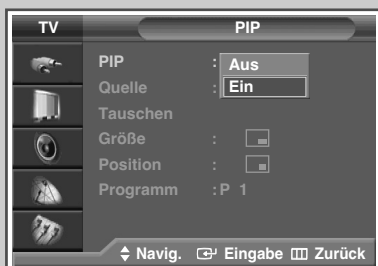 TV PIP
PIP : Aus
Quelle : Ein
Tauschen
Größe :
Position :
Programm :P 1
Navig. Eingabe Zurück